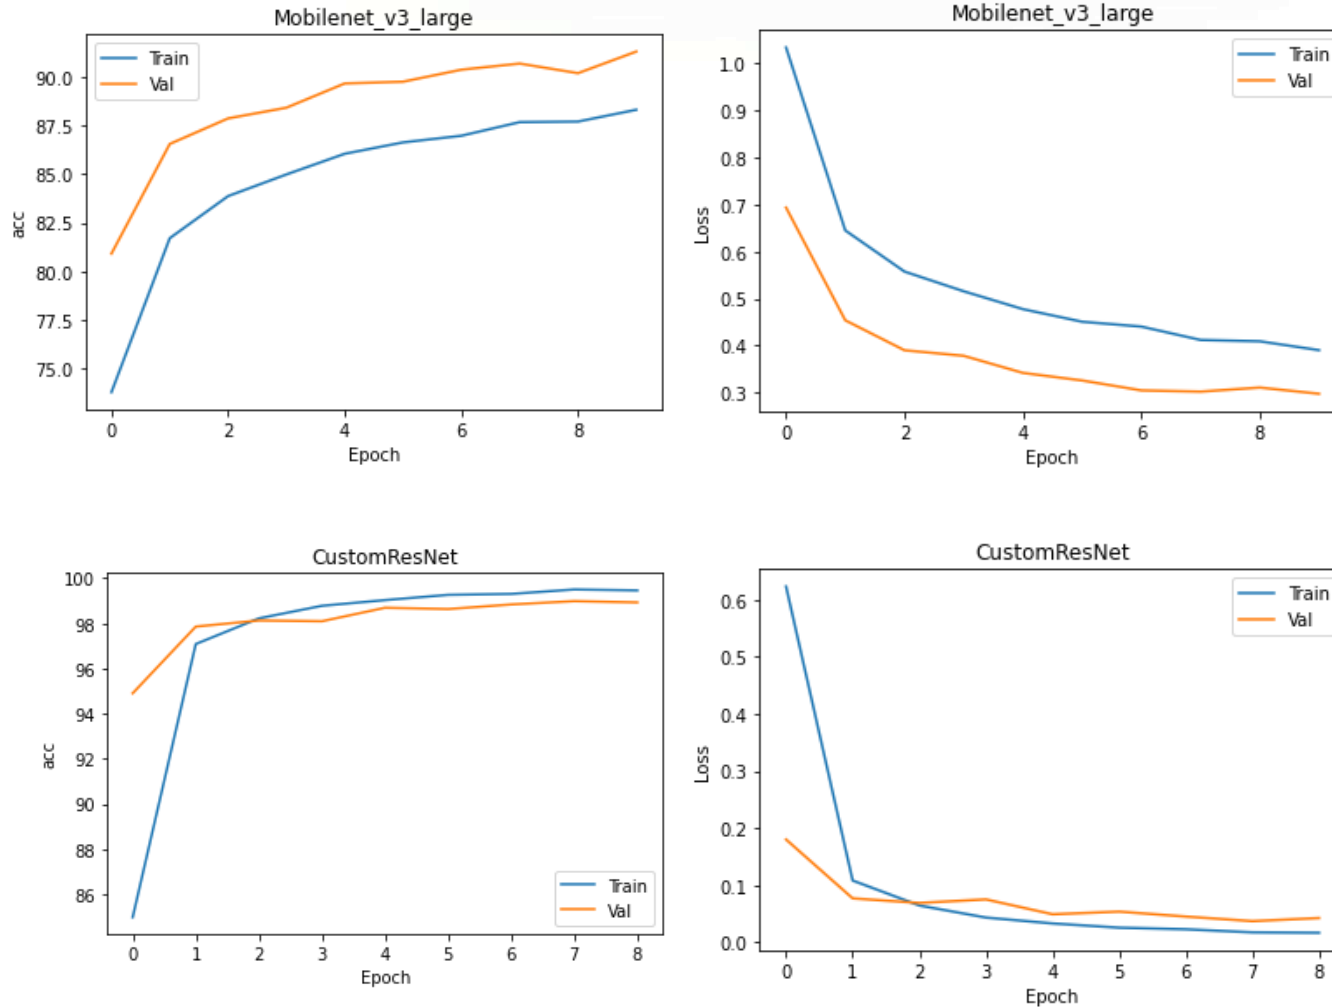 Mobilenet_v3_large
Train
Val
90.0
87.5
85.0
82.5
80.0
77.5
75.0
acc
0 2 4 6 8
Epoch
Mobilenet_v3_large
Train
Val
1.0
0.9
0.8
0.7
0.6
0.5
0.4
0.3
Loss
0 2 4 6 8
Epoch
CustomResNet
100
98
96
94
92
90
88
86
acc
Train
Val
0 1 2 3 4 5 6 7 8
Epoch
CustomResNet
Train
Val
0.6
0.5
0.4
0.3
0.2
0.1
0.0
Loss
0 1 2 3 4 5 6 7 8
Epoch